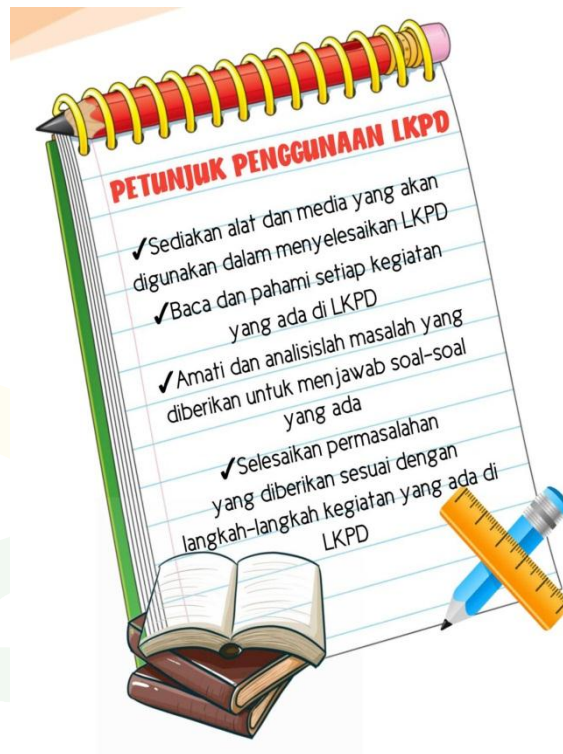 PETUNJUK PENGGUNAAN LKPD
✓Sediakan alat dan media yang akan
digunakan dalam menyelesaikan LKPD
✓Baca dan pahami setiap kegiatan
yang ada di LKPD
✓Amati dan analisislah masalah yang
diberikan untuk menjawab soal-soal
yang ada
✓Selesaikan permasalahan
yang diberikan sesuai dengan
langkah-langkah kegiatan yang ada di
LKPD